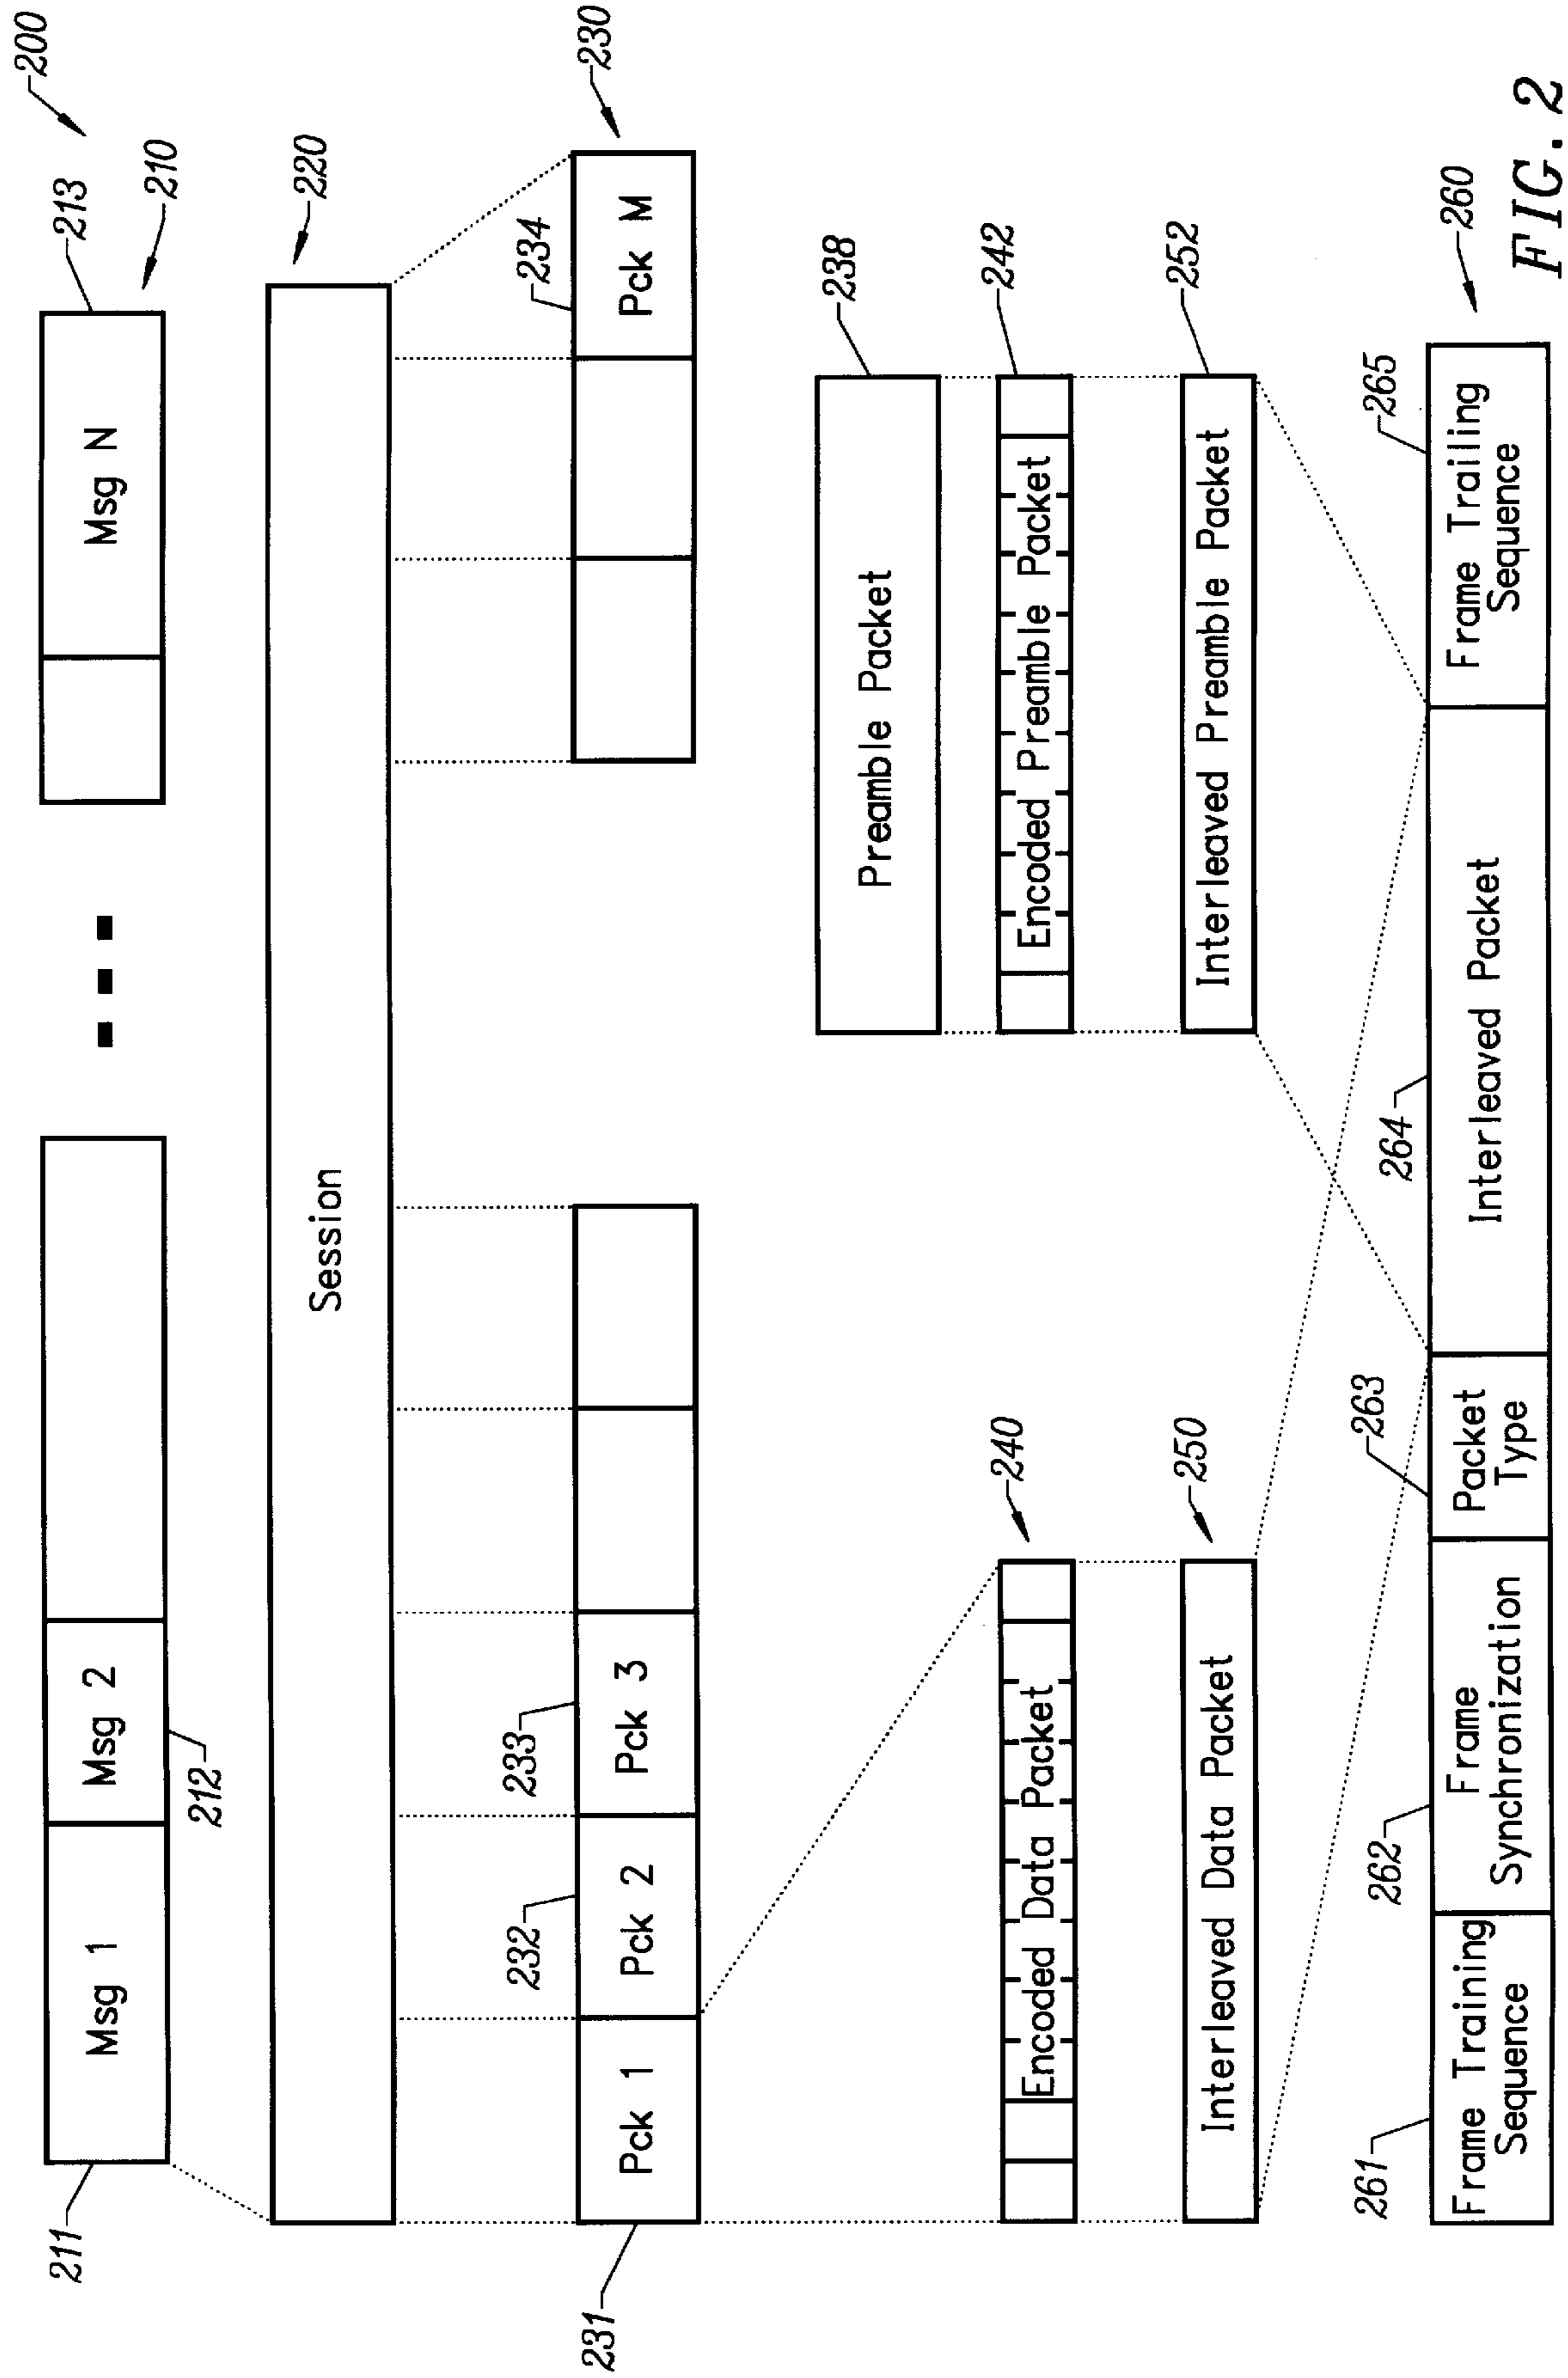 200
213
210
Msg 1
Msg 2
Msg N
211
212
220
Session
230
234
233
232
Pck 1
Pck 2
Pck 3
Pck M
231
238
Preamble Packet
240
242
Encoded Data Packet
Encoded Preamble Packet
250
252
Interleaved Data Packet
Interleaved Preamble Packet
260
261
262
263
264
265
Frame Training
Sequence
Frame
Synchronization
Packet
Type
Interleaved Packet
Frame Trailing
Sequence
FIG. 2